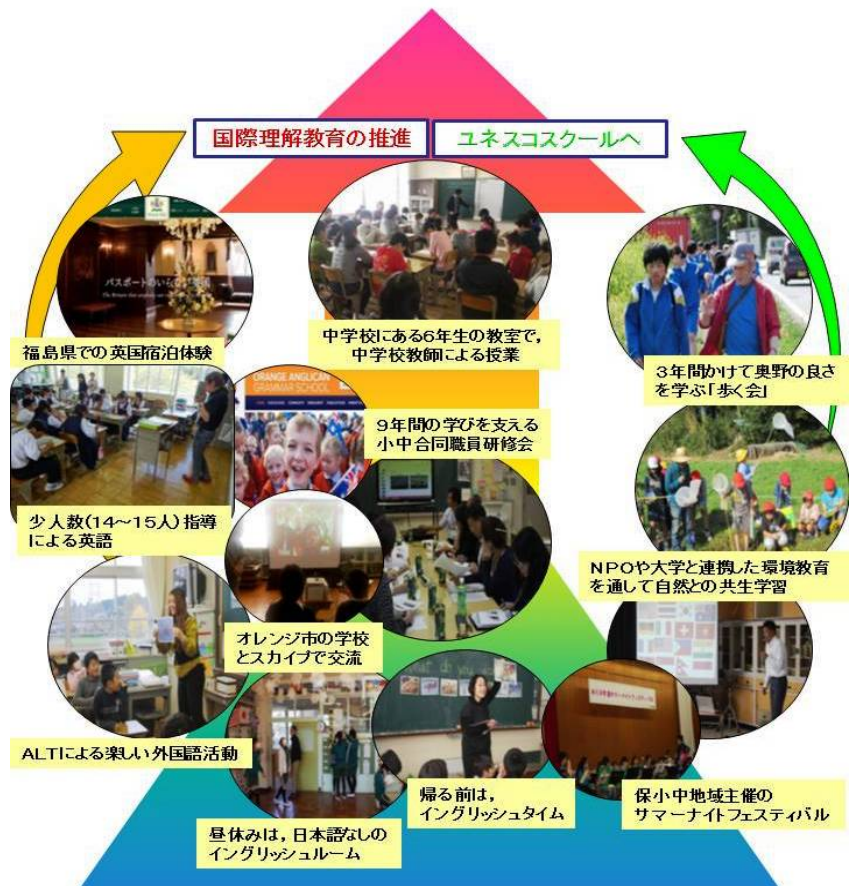 国際理解教育の推進
ユネスコスクールへ
パスポートのいらない英国
福島県での英国宿泊体験
中学校にある6年生の教室で,
中学校教師による授業
3年間かけて奥野の良さ
を学ぶ「歩く会」
ORANGE ANGLICAN
GRAMMAR SCHOOL
9年間の学びを支える
小中合同職員研修会
少人数(14～15人)指導
による英語
NPOや大学と連携した環境教育
を通して自然との共生学習
オレンジ市の学校
とスカイプで交流
ALTによる楽しい外国語活動
帰る前は,
イングリッシュタイム
保小中地域主催の
サマーナイトフェスティバル
昼休みは,日本語なしの
イングリッシュルーム